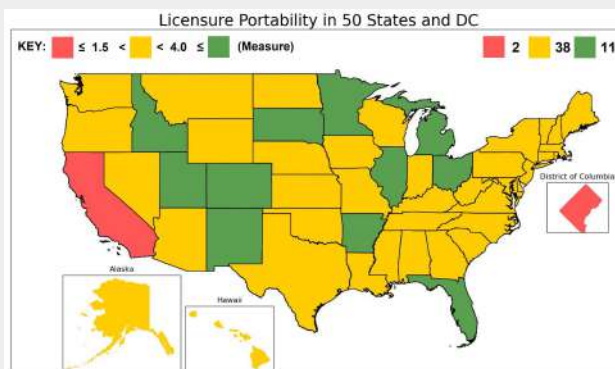 Licensure Portability in 50 States and DC
KEY: ≤ 1.5 < < 4.0 ≤ (Measure) 2 38 11
District of Columbia
Alaska
Hawaii